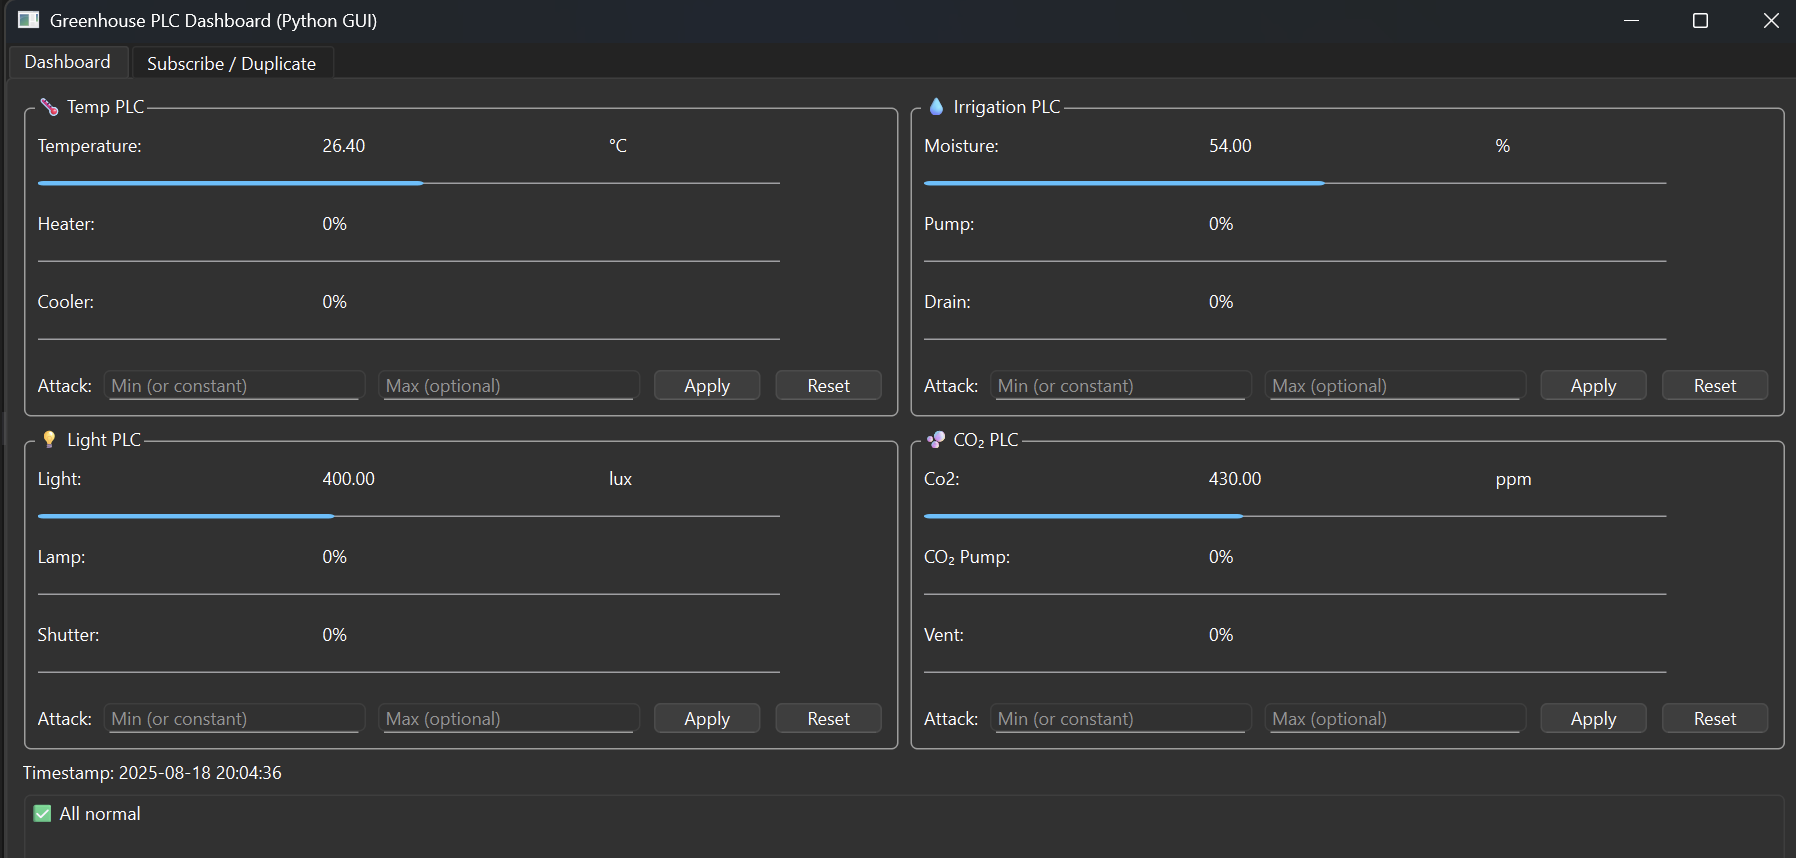 Greenhouse PLC Dashboard (Python GUI)
Dashboard Subscribe / Duplicate
Temp PLC
Temperature: 26.40 °C
Heater: 0%
Cooler: 0%
Attack: Min (or constant) Max (optional) Apply Reset
Irrigation PLC
Moisture: 54.00 %
Pump: 0%
Drain: 0%
Attack: Min (or constant) Max (optional) Apply Reset
Light PLC
Light: 400.00 lux
Lamp: 0%
Shutter: 0%
Attack: Min (or constant) Max (optional) Apply Reset
CO₂ PLC
Co2: 430.00 ppm
CO₂ Pump: 0%
Vent: 0%
Attack: Min (or constant) Max (optional) Apply Reset
Timestamp: 2025-08-18 20:04:36
✅ All normal